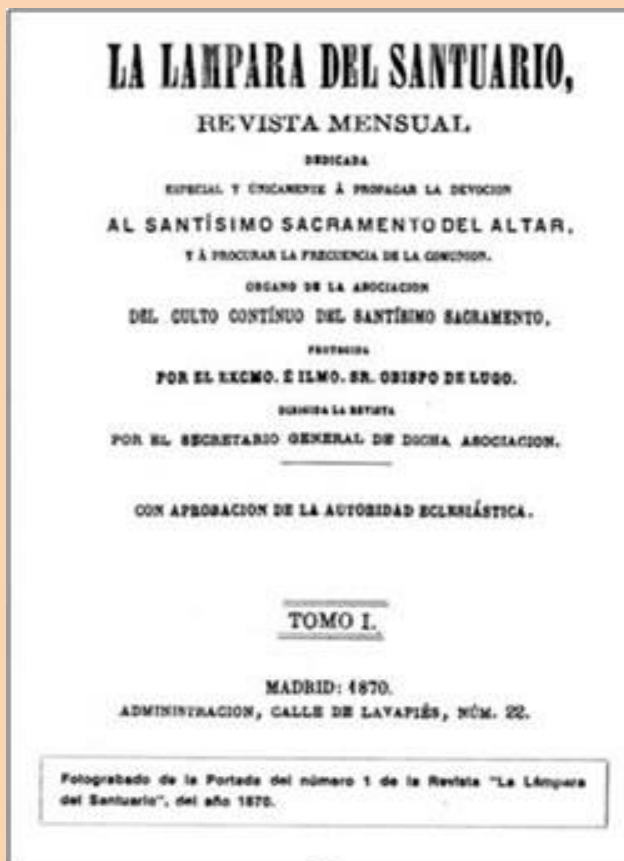 LA LAMPARA DEL SANTUARIO,
REVISTA MENSUAL
DEDICADA
ESPECIAL Y ÚNICAMENTE Á PROPAGAR LA DEVOCION
AL SANTÍSIMO SACRAMENTO DEL ALTAR,
Y Á PROCURAR LA FRECUENCIA DE LA COMUNION.
ORGANO DE LA ASOCIACION
DEL CULTO CONTÍNUO DEL SANTÍSIMO SACRAMENTO,
PROTEGIDA
POR EL EXCMO. É ILMO. SR. OBISPO DE LUGO.
DIRIGIDA LA REVISTA
POR EL SECRETARIO GENERAL DE DICHA ASOCIACION.
CON APROBACION DE LA AUTORIDAD ECLESIÁSTICA.
TOMO I.
MADRID: 1870.
ADMINISTRACION, CALLE DE LAVAPIÉS, NÚM. 22.
Fotograbado de la Portada del número 1 de la Revista "La Lámpara
del Santuario", del año 1870.